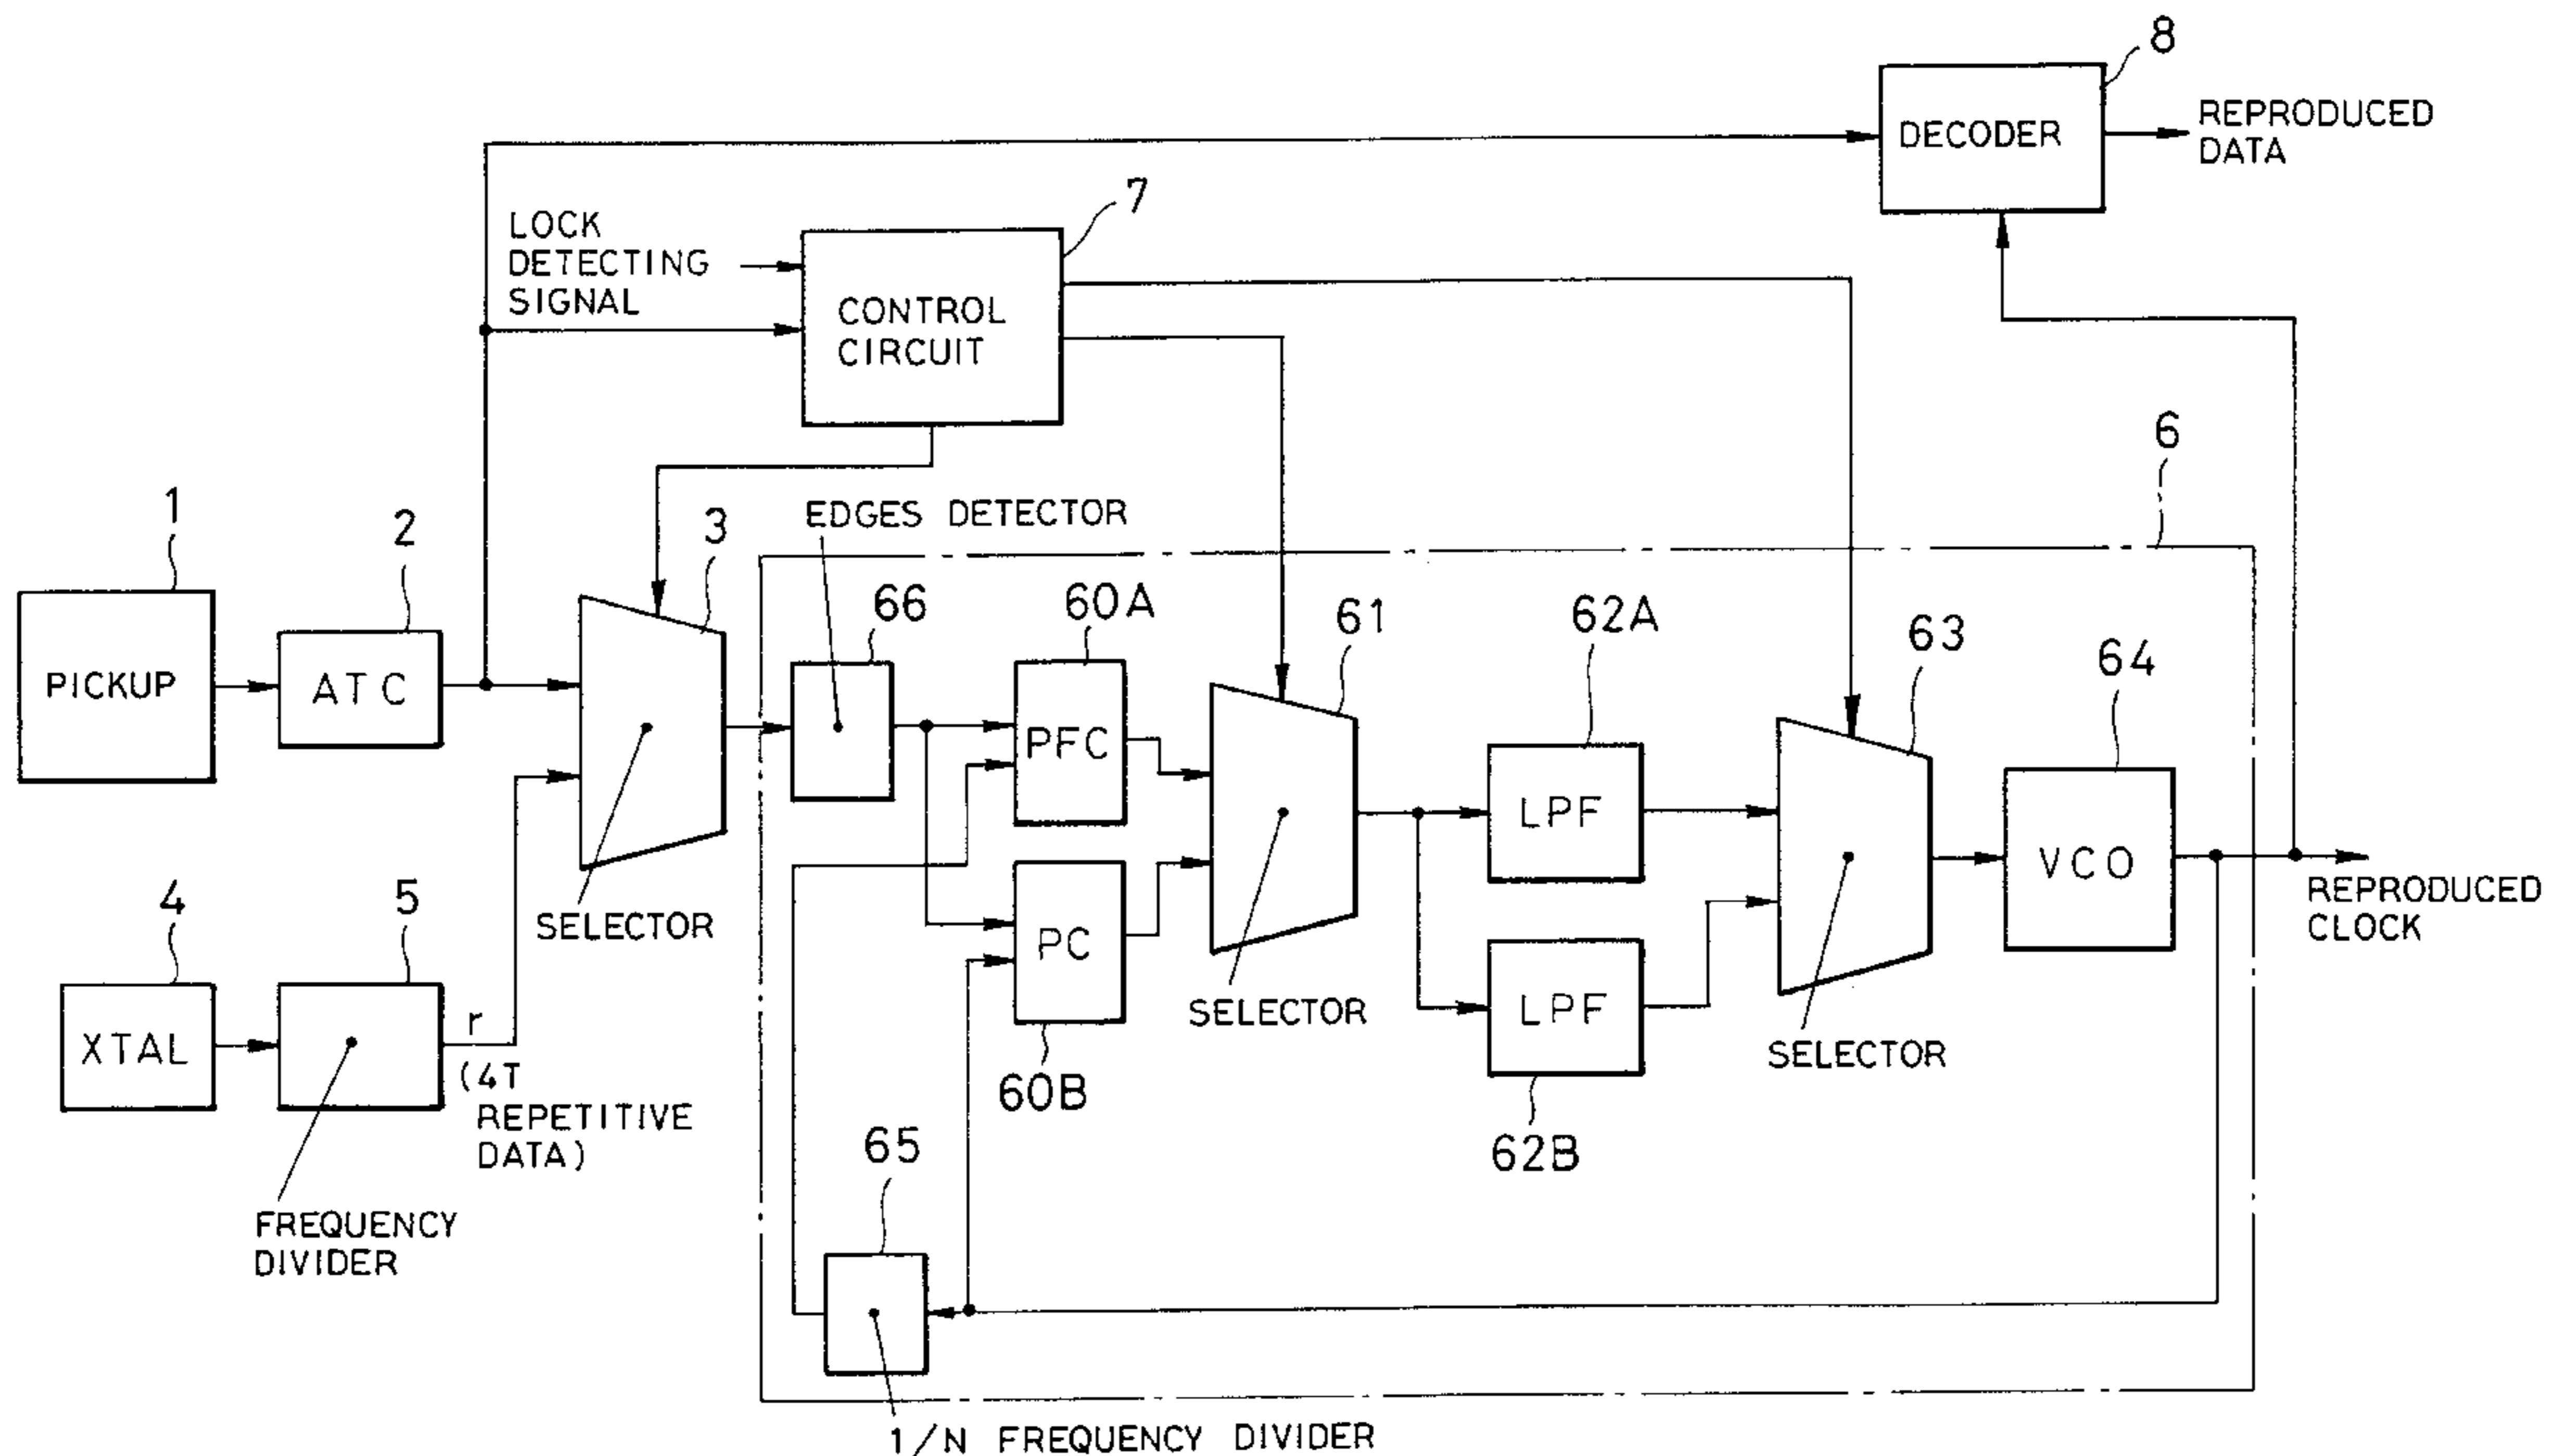 8
DECODER
REPRODUCED
DATA
7
LOCK
DETECTING
SIGNAL
CONTROL
CIRCUIT
6
1
2
3
EDGES DETECTOR
66
60A
61
62A
63
64
PICKUP
ATC
PFC
LPF
VCO
REPRODUCED
CLOCK
4
5
SELECTOR
PC
SELECTOR
LPF
SELECTOR
XTAL
r
(4T
REPETITIVE
DATA)
60B
62B
65
FREQUENCY
DIVIDER
1/N FREQUENCY DIVIDER